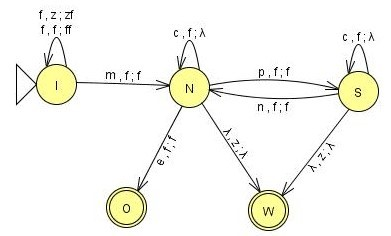 f , z ; zf
f , f ; ff
c , f ; λ
c , f ; λ
I
m , f ; f
N
p , f ; f
n , f ; f
S
e , f ; f
λ , z ; λ
λ , z ; λ
O
W